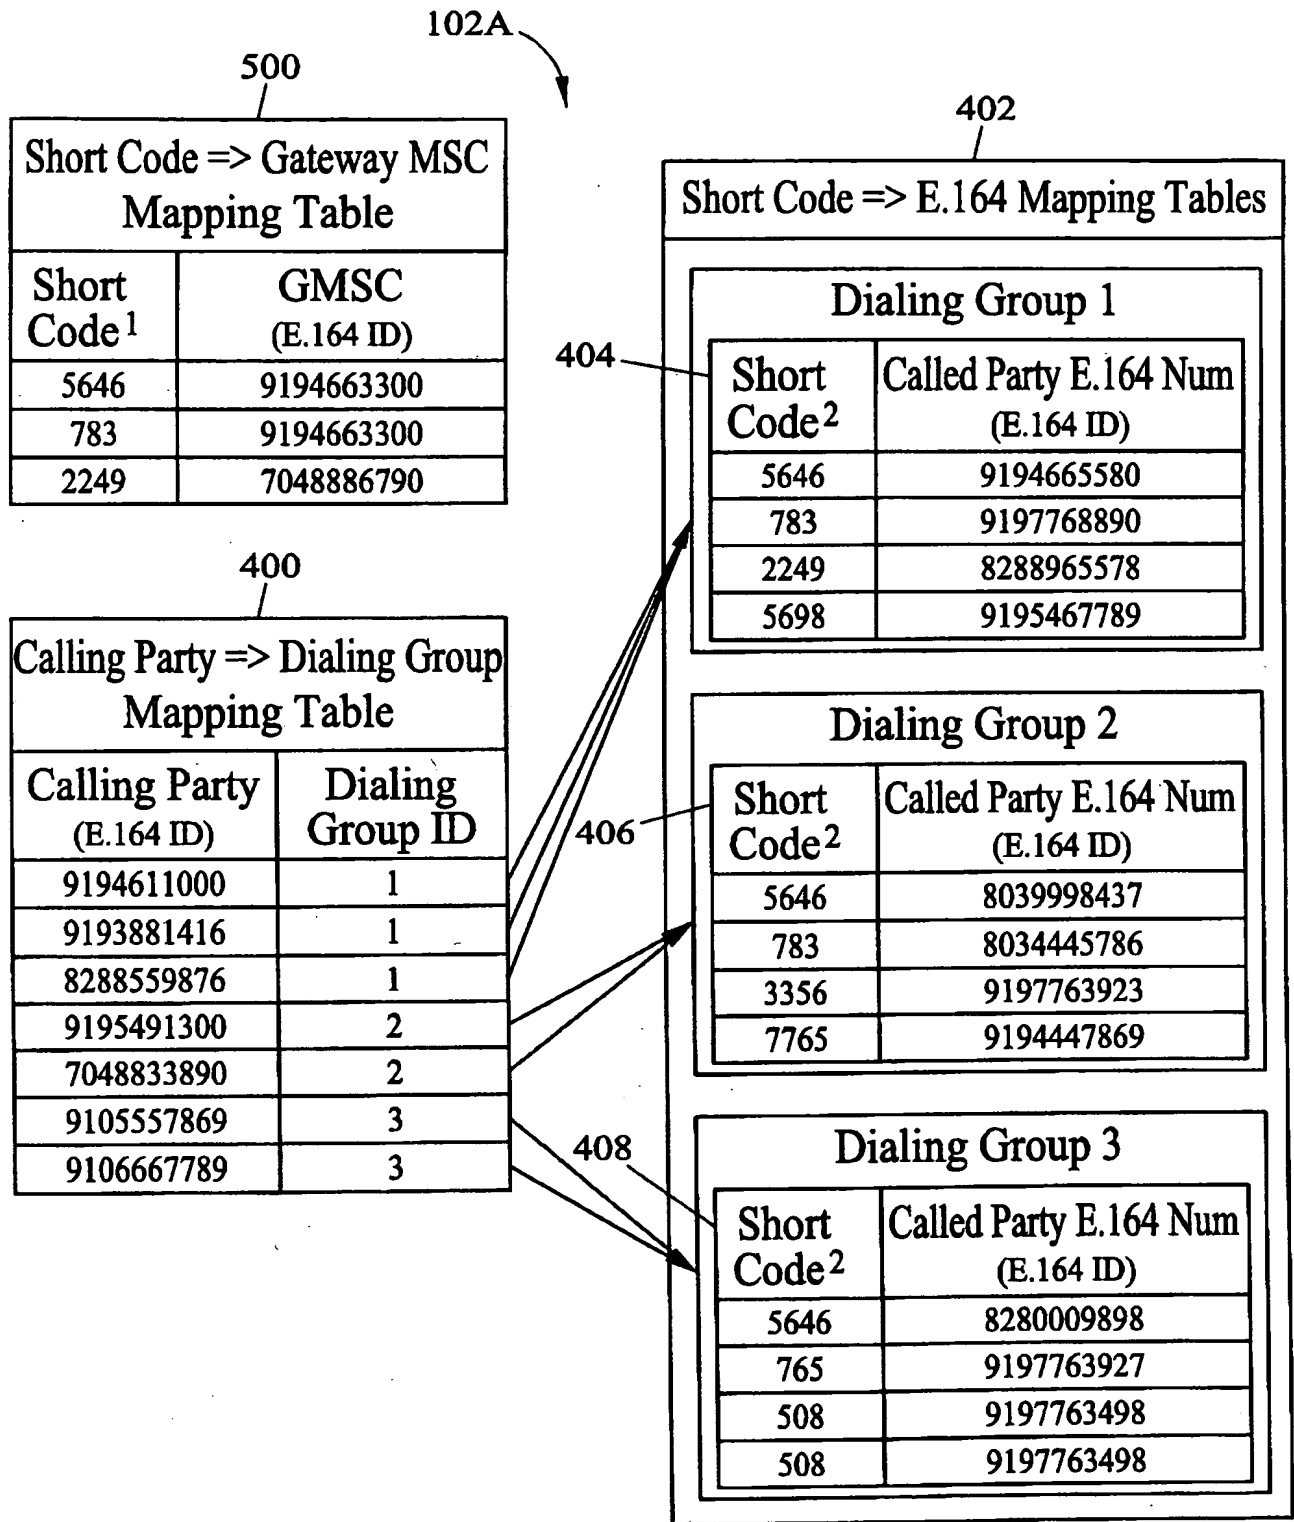 102A
500
Short Code => Gateway MSC
Mapping Table
Short Code1 GMSC (E.164 ID)
5646 9194663300
783 9194663300
2249 7048886790
400
Calling Party => Dialing Group
Mapping Table
Calling Party (E.164 ID) Dialing Group ID
9194611000 1
9193881416 1
8288559876 1
9195491300 2
7048833890 2
9105557869 3
9106667789 3
402
Short Code => E.164 Mapping Tables
Dialing Group 1
404
Short Code2 Called Party E.164 Num (E.164 ID)
5646 9194665580
783 9197768890
2249 8288965578
5698 9195467789
Dialing Group 2
406
Short Code2 Called Party E.164 Num (E.164 ID)
5646 8039998437
783 8034445786
3356 9197763923
7765 9194447869
Dialing Group 3
408
Short Code2 Called Party E.164 Num (E.164 ID)
5646 8280009898
765 9197763927
508 9197763498
508 9197763498